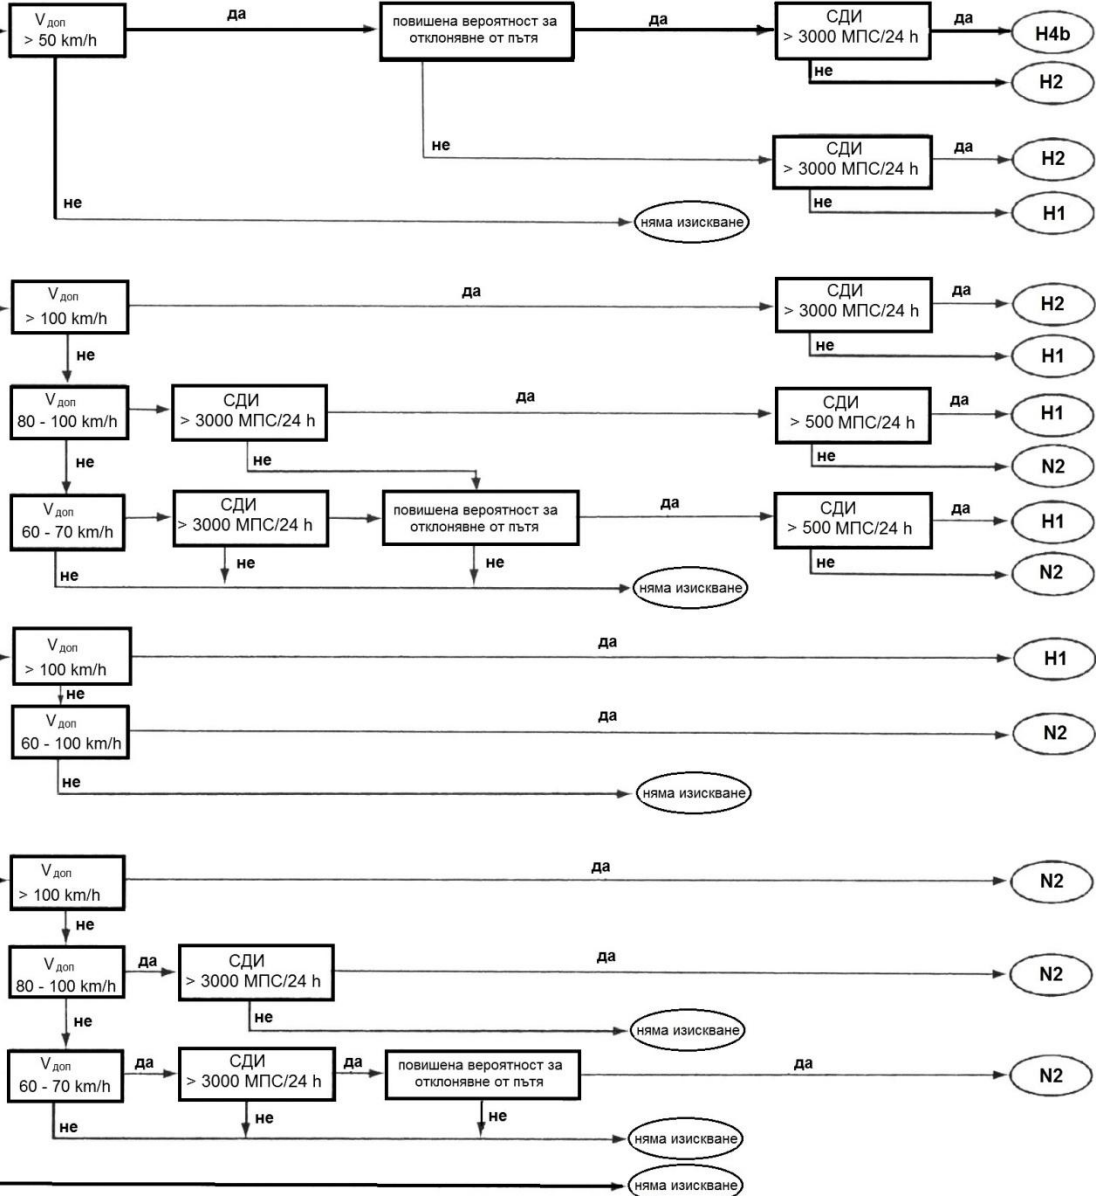 V доп
> 50 km/h
да
повишена вероятност за
отклонявне от пътя
да
СДИ
> 3000 МПС/24 h
да
H4b
не
H2
не
СДИ
> 3000 МПС/24 h
да
H2
не
H1
не
няма изискване
V доп
> 100 km/h
да
СДИ
> 3000 МПС/24 h
да
H2
не
H1
не
V доп
80 - 100 km/h
СДИ
> 3000 МПС/24 h
да
СДИ
> 500 МПС/24 h
да
H1
не
N2
не
не
V доп
60 - 70 km/h
СДИ
> 3000 МПС/24 h
повишена вероятност за
отклонявне от пътя
да
СДИ
> 500 МПС/24 h
да
H1
не
N2
не
не
не
няма изискване
V доп
> 100 km/h
да
H1
не
V доп
60 - 100 km/h
да
N2
не
няма изискване
V доп
> 100 km/h
да
N2
не
V доп
80 - 100 km/h
да
СДИ
> 3000 МПС/24 h
да
N2
не
няма изискване
не
V доп
60 - 70 km/h
да
СДИ
> 3000 МПС/24 h
да
повишена вероятност за
отклонявне от пътя
да
N2
не
не
не
няма изискване
няма изискване